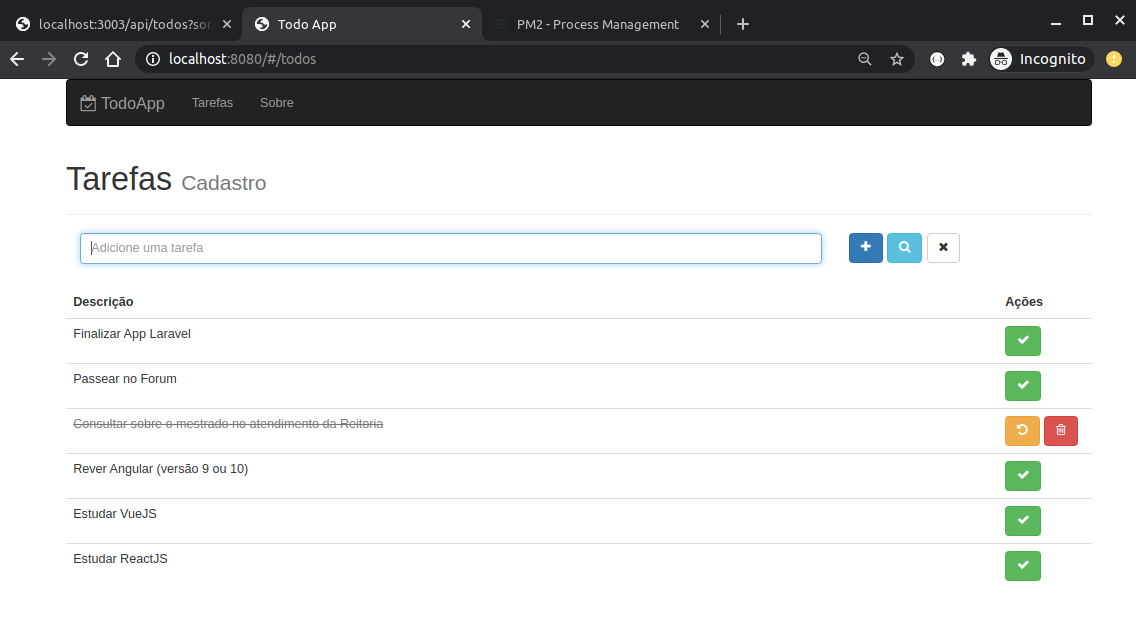 localhost:3003/api/todos?sor
Todo App
PM2 - Process Management
localhost:8080/#/todos
Incognito
TodoApp Tarefas Sobre
Tarefas Cadastro
Adicione uma tarefa
Descrição Ações
Finalizar App Laravel
Passear no Forum
Consultar sobre o mestrado no atendimento da Reitoria
Rever Angular (versão 9 ou 10)
Estudar VueJS
Estudar ReactJS